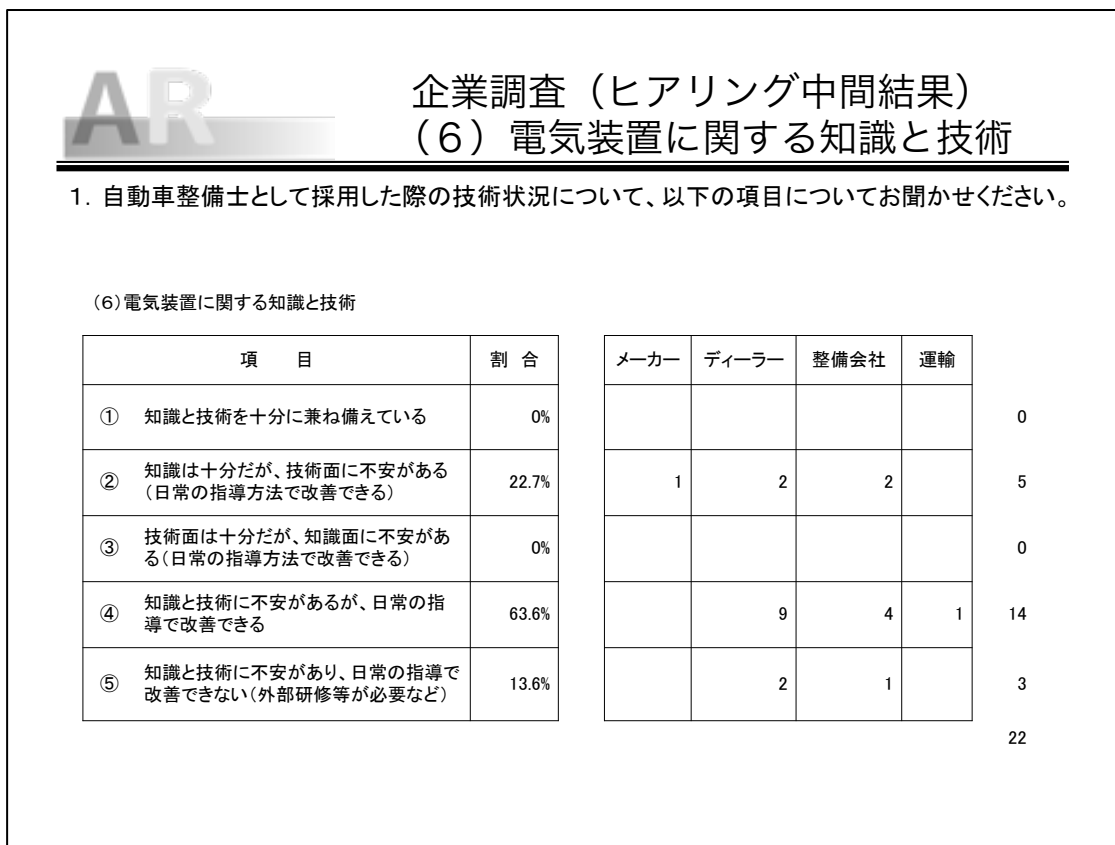 AR
企業調査（ヒアリング中間結果）
（６）電気装置に関する知識と技術
１．自動車整備士として採用した際の技術状況について、以下の項目についてお聞かせください。
（６）電気装置に関する知識と技術
項　目 割 合 メーカー ディーラー 整備会社 運輸
① 知識と技術を十分に兼ね備えている 0% 0
② 知識は十分だが、技術面に不安がある
（日常の指導方法で改善できる） 22.7% 1 2 2 5
③ 技術面は十分だが、知識面に不安があ
る（日常の指導方法で改善できる） 0% 0
④ 知識と技術に不安があるが、日常の指
導で改善できる 63.6% 9 4 1 14
⑤ 知識と技術に不安があり、日常の指導で
改善できない（外部研修等が必要など） 13.6% 2 1 3
22